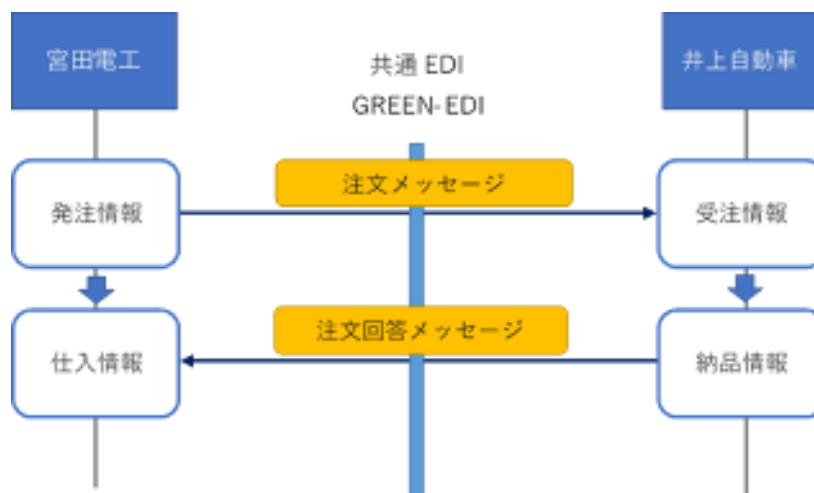 宮田電工
共通 EDI
GREEN-EDI
井上自動車
注文メッセージ
発注情報
受注情報
注文回答メッセージ
仕入情報
納品情報